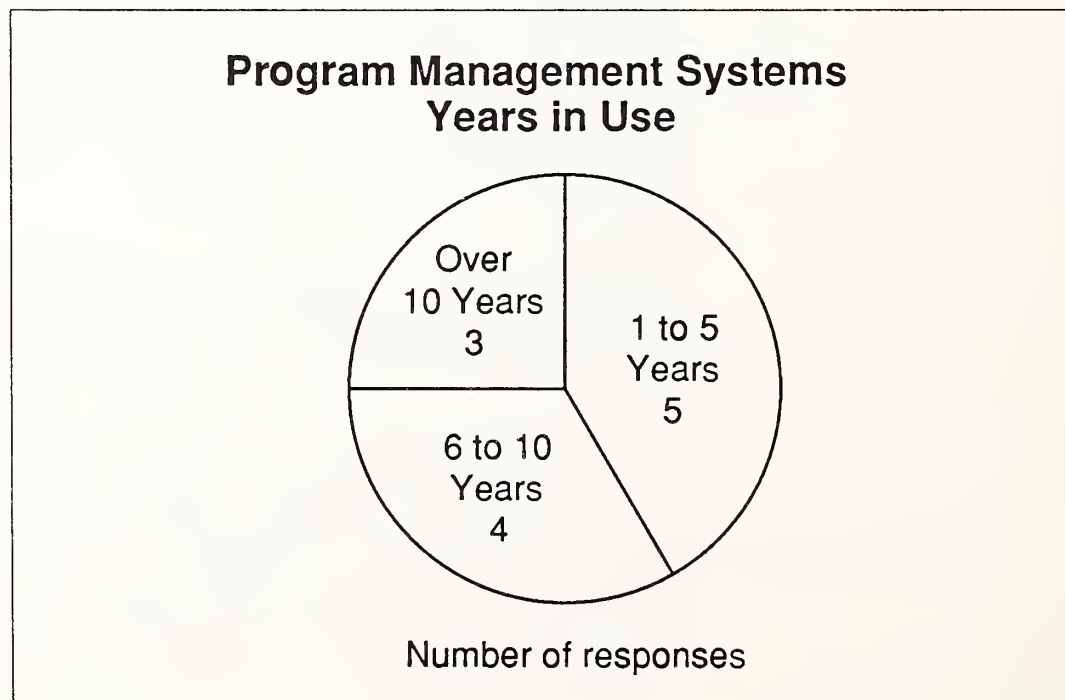 Program Management Systems
Years in Use
Over
10 Years
3
1 to 5
Years
5
6 to 10
Years
4
Number of responses